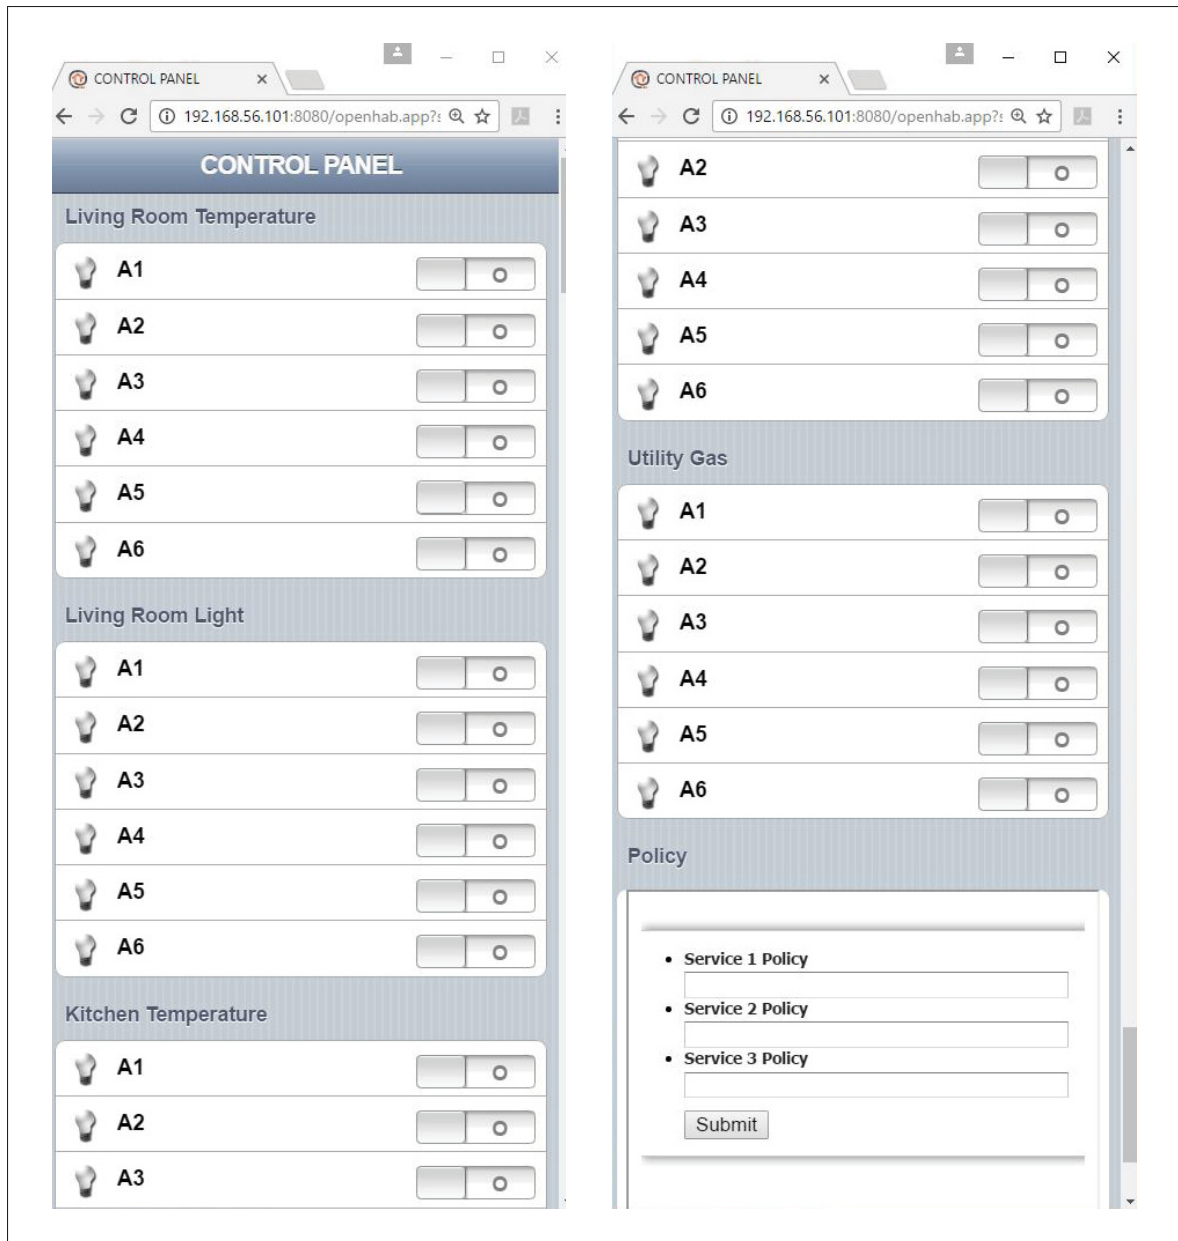 CONTROL PANEL
192.168.56.101:8080/openhab.app?s
CONTROL PANEL
Living Room Temperature
A1
A2
A3
A4
A5
A6
Living Room Light
A1
A2
A3
A4
A5
A6
Kitchen Temperature
A1
A2
A3
CONTROL PANEL
192.168.56.101:8080/openhab.app?s
A2
A3
A4
A5
A6
Utility Gas
A1
A2
A3
A4
A5
A6
Policy
Service 1 Policy
Service 2 Policy
Service 3 Policy
Submit